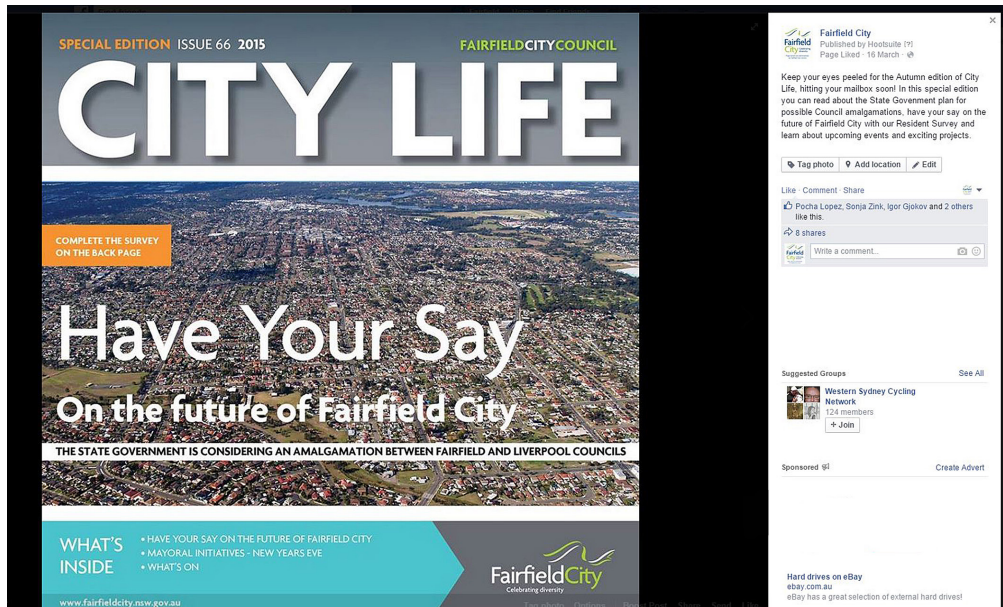 SPECIAL EDITION ISSUE 66 2015
FAIRFIELDCITYCOUNCIL
CITY LIFE
COMPLETE THE SURVEY
ON THE BACK PAGE
Have Your Say
On the future of Fairfield City
THE STATE GOVERNMENT IS CONSIDERING AN AMALGAMATION BETWEEN FAIRFIELD AND LIVERPOOL COUNCILS
WHAT'S
INSIDE
• HAVE YOUR SAY ON THE FUTURE OF FAIRFIELD CITY
• MAYORAL INITIATIVES - NEW YEARS EVE
• WHAT'S ON
FairfieldCity
Celebrating diversity
www.fairfieldcity.nsw.gov.au
Fairfield City
Published by Hootsuite [?]
Page Liked · 16 March ·
Keep your eyes peeled for the Autumn edition of City
Life, hitting your mailbox soon! In this special edition
you can read about the State Govenment plan for
possible Council amalgamations, have your say on the
future of Fairfield City with our Resident Survey and
learn about upcoming events and exciting projects.
Tag photo
Add location
Edit
Like · Comment · Share
Pocha Lopez, Sonja Zink, Igor Gjokov and 2 others
like this.
8 shares
Write a comment...
Suggested Groups
See All
Western Sydney Cycling
Network
124 members
+ Join
Sponsored
Create Advert
Hard drives on eBay
ebay.com.au
eBay has a great selection of external hard drives!